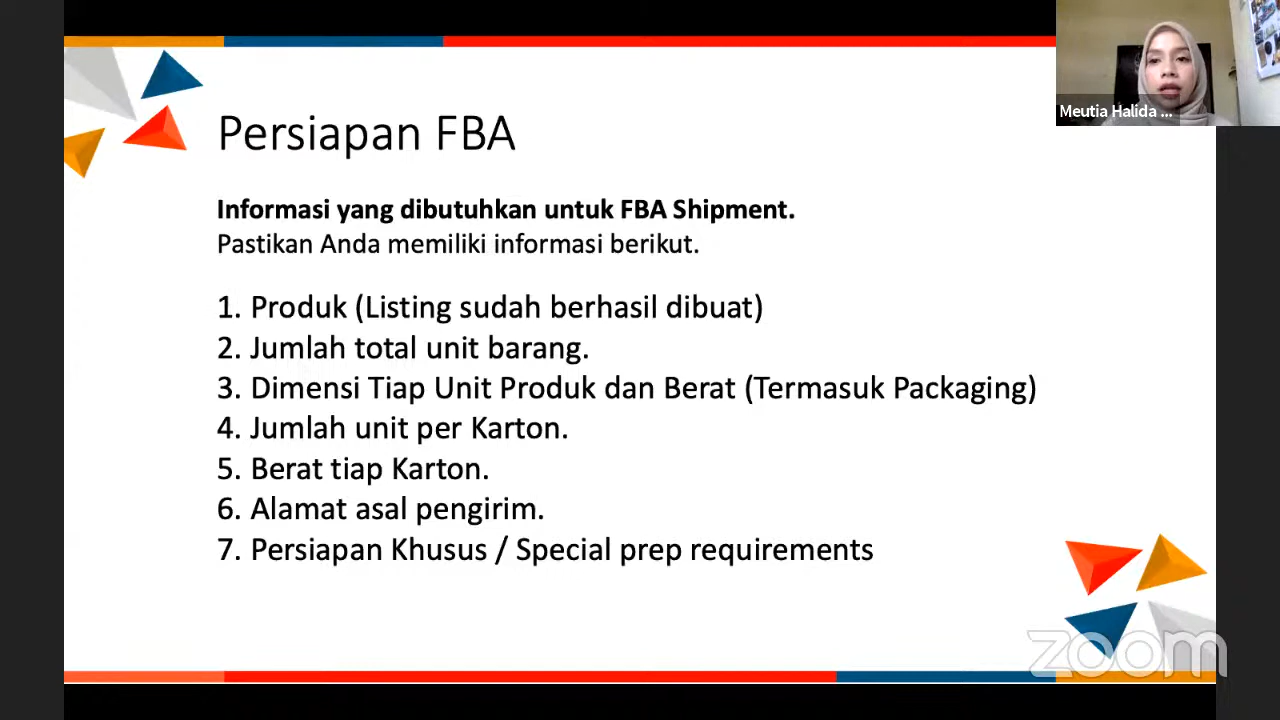 Meutia Halida ...
Persiapan FBA
Informasi yang dibutuhkan untuk FBA Shipment.
Pastikan Anda memiliki informasi berikut.
1. Produk (Listing sudah berhasil dibuat)
2. Jumlah total unit barang.
3. Dimensi Tiap Unit Produk dan Berat (Termasuk Packaging)
4. Jumlah unit per Karton.
5. Berat tiap Karton.
6. Alamat asal pengirim.
7. Persiapan Khusus / Special prep requirements
zoom